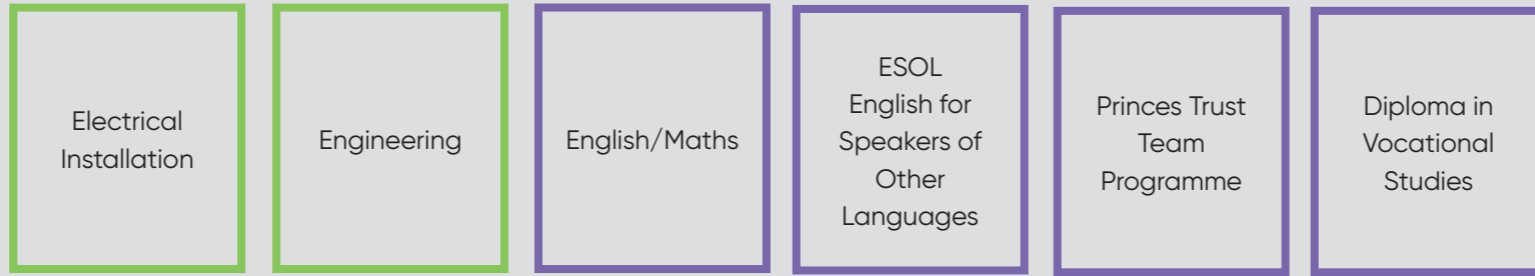 Electrical
Installation
Engineering
English/Maths
ESOL
English for
Speakers of
Other
Languages
Princes Trust
Team
Programme
Diploma in
Vocational
Studies